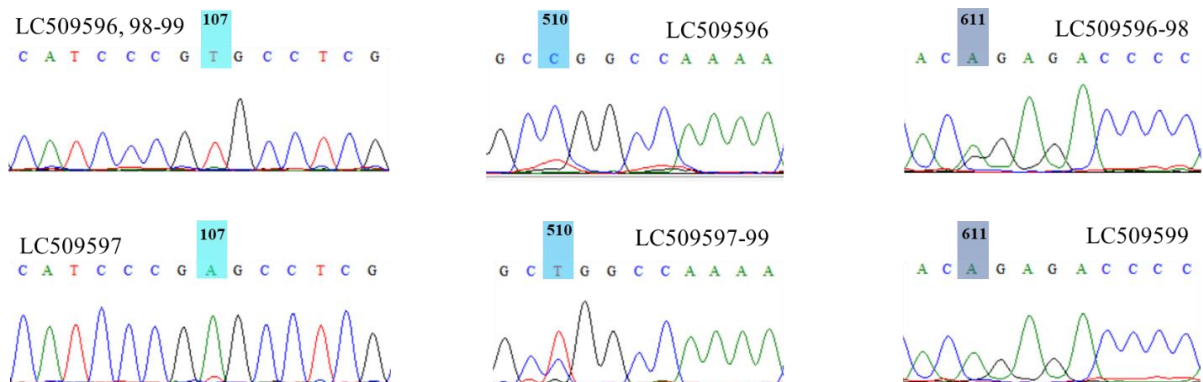 LC509596, 98-99
107
C A T C C C G T G C C T C G
510
LC509596
G C C G G C C A A A A
611
LC509596-98
A C A G A G A C C C C
LC509597
107
C A T C C C G A G C C T C G
510
LC509597-99
G C T G G C C A A A A
611
LC509599
A C A G A G A C C C C